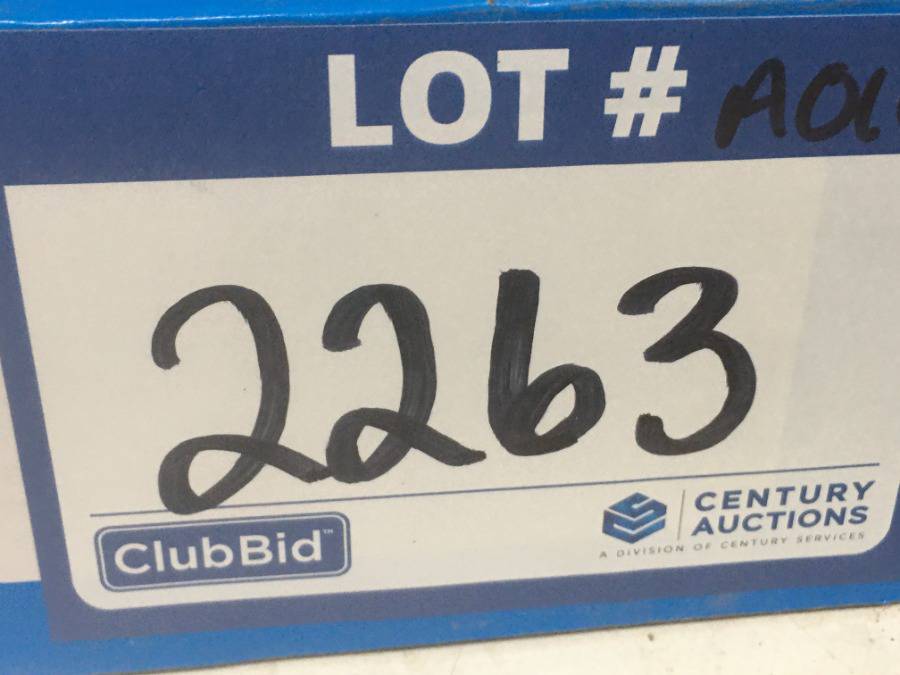 LOT #
2263
ClubBid™
CENTURY
AUCTIONS
A DIVISION OF CENTURY SERVICES